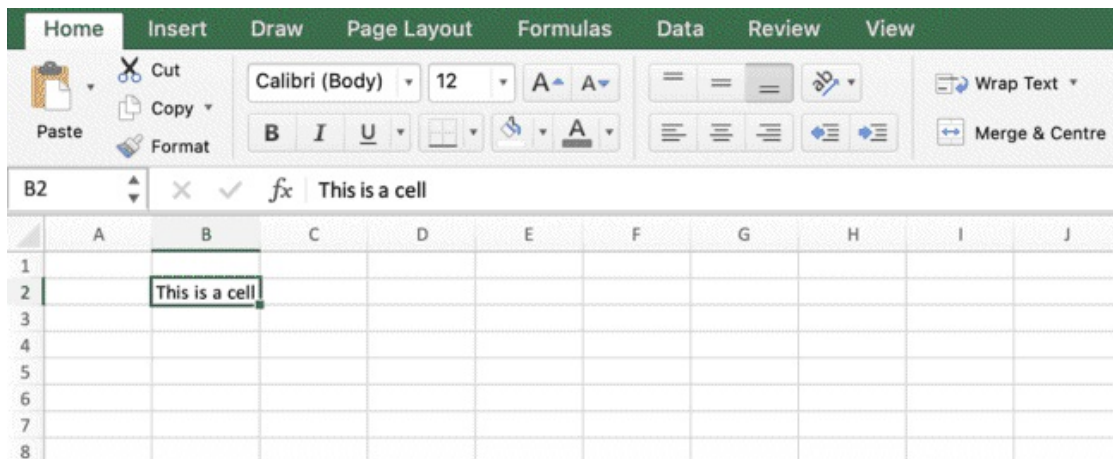 Home Insert Draw Page Layout Formulas Data Review View
Cut
Calibri (Body) 12 A A ab Wrap Text
Copy
Paste
B I U A Merge & Centre
Format
B2 fx This is a cell
A B C D E F G H I J
1
2 This is a cell
3
4
5
6
7
8